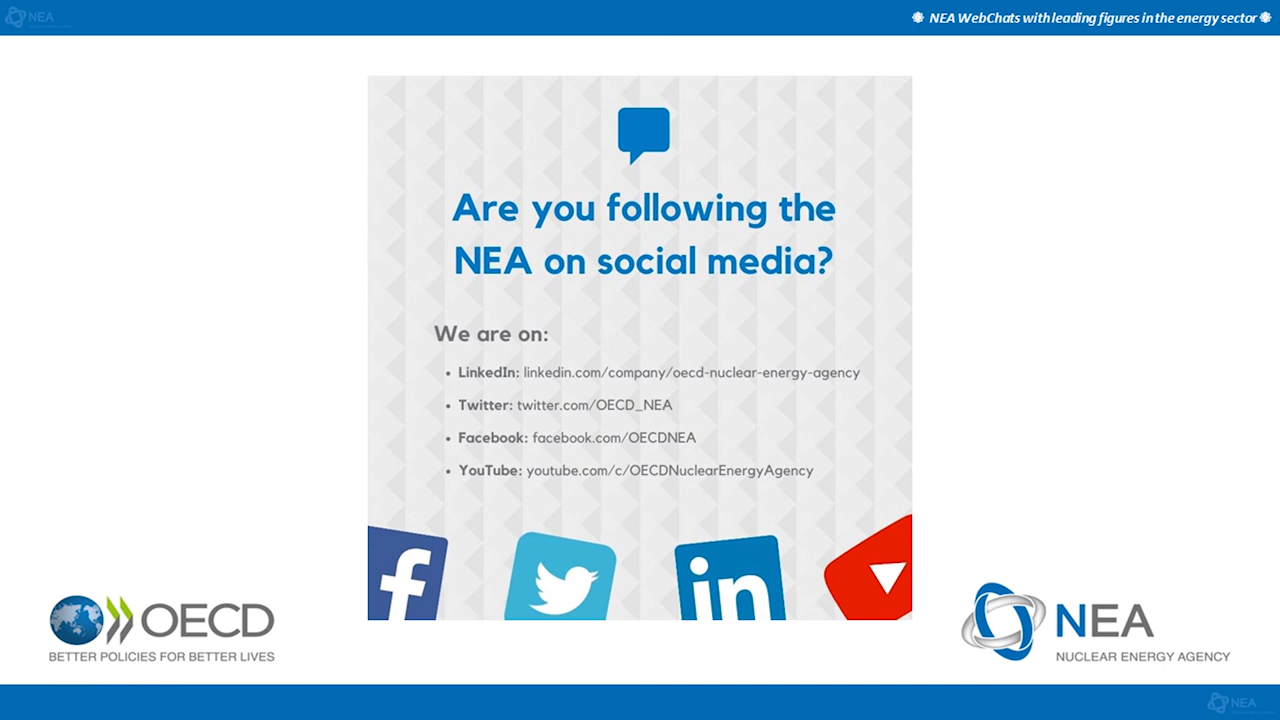 NEA
NEA WebChats with leading figures in the energy sector
Are you following the
NEA on social media?
We are on:
• LinkedIn: linkedin.com/company/oecd-nuclear-energy-agency
• Twitter: twitter.com/OECD_NEA
• Facebook: facebook.com/OECDNEA
• YouTube: youtube.com/c/OECDNuclearEnergyAgency
f
in
OECD
BETTER POLICIES FOR BETTER LIVES
NEA
NUCLEAR ENERGY AGENCY
NEA